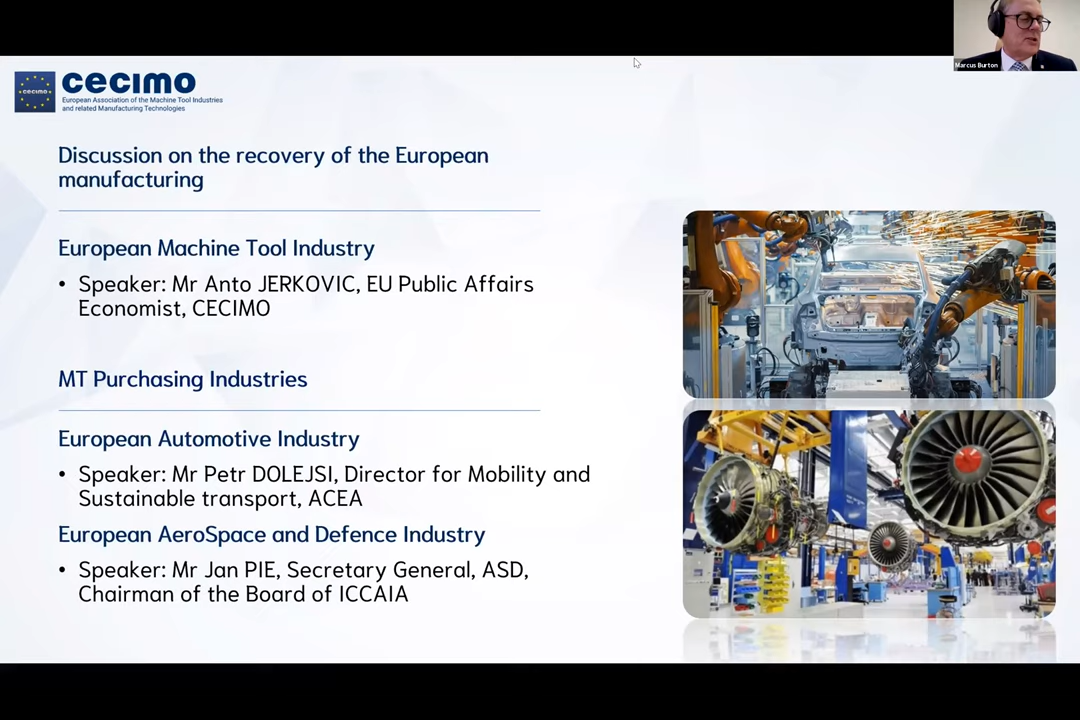 Marcus Burton
cecimo
cecimo
European Association of the Machine Tool Industries
and related Manufacturing Technologies
Discussion on the recovery of the European
manufacturing
European Machine Tool Industry
• Speaker: Mr Anto JERKOVIC, EU Public Affairs
Economist, CECIMO
MT Purchasing Industries
European Automotive Industry
• Speaker: Mr Petr DOLEJSI, Director for Mobility and
Sustainable transport, ACEA
European AeroSpace and Defence Industry
• Speaker: Mr Jan PIE, Secretary General, ASD,
Chairman of the Board of ICCAIA